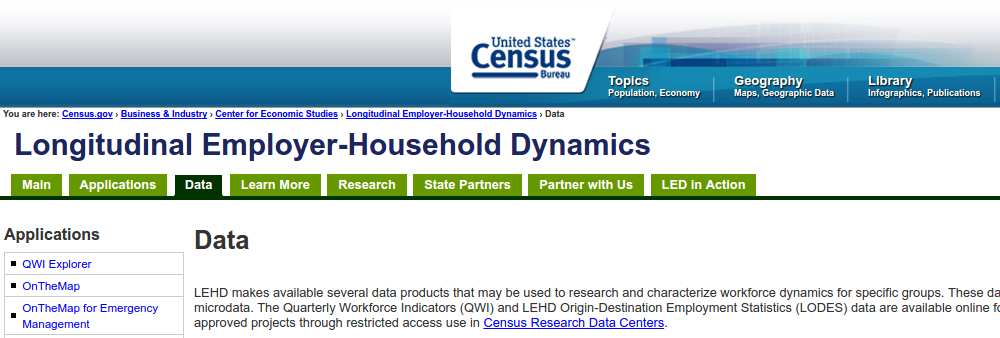 United States™
Census
Bureau
Topics
Population, Economy
Geography
Maps, Geographic Data
Library
Infographics, Publications
You are here: Census.gov › Business & Industry › Center for Economic Studies › Longitudinal Employer-Household Dynamics › Data
Longitudinal Employer-Household Dynamics
Main Applications Data Learn More Research State Partners Partner with Us LED in Action
Applications
QWI Explorer
OnTheMap
OnTheMap for Emergency
Management
Data
LEHD makes available several data products that may be used to research and characterize workforce dynamics for specific groups. These
microdata. The Quarterly Workforce Indicators (QWI) and LEHD Origin-Destination Employment Statistics (LODES) data are available online
approved projects through restricted access use in Census Research Data Centers.